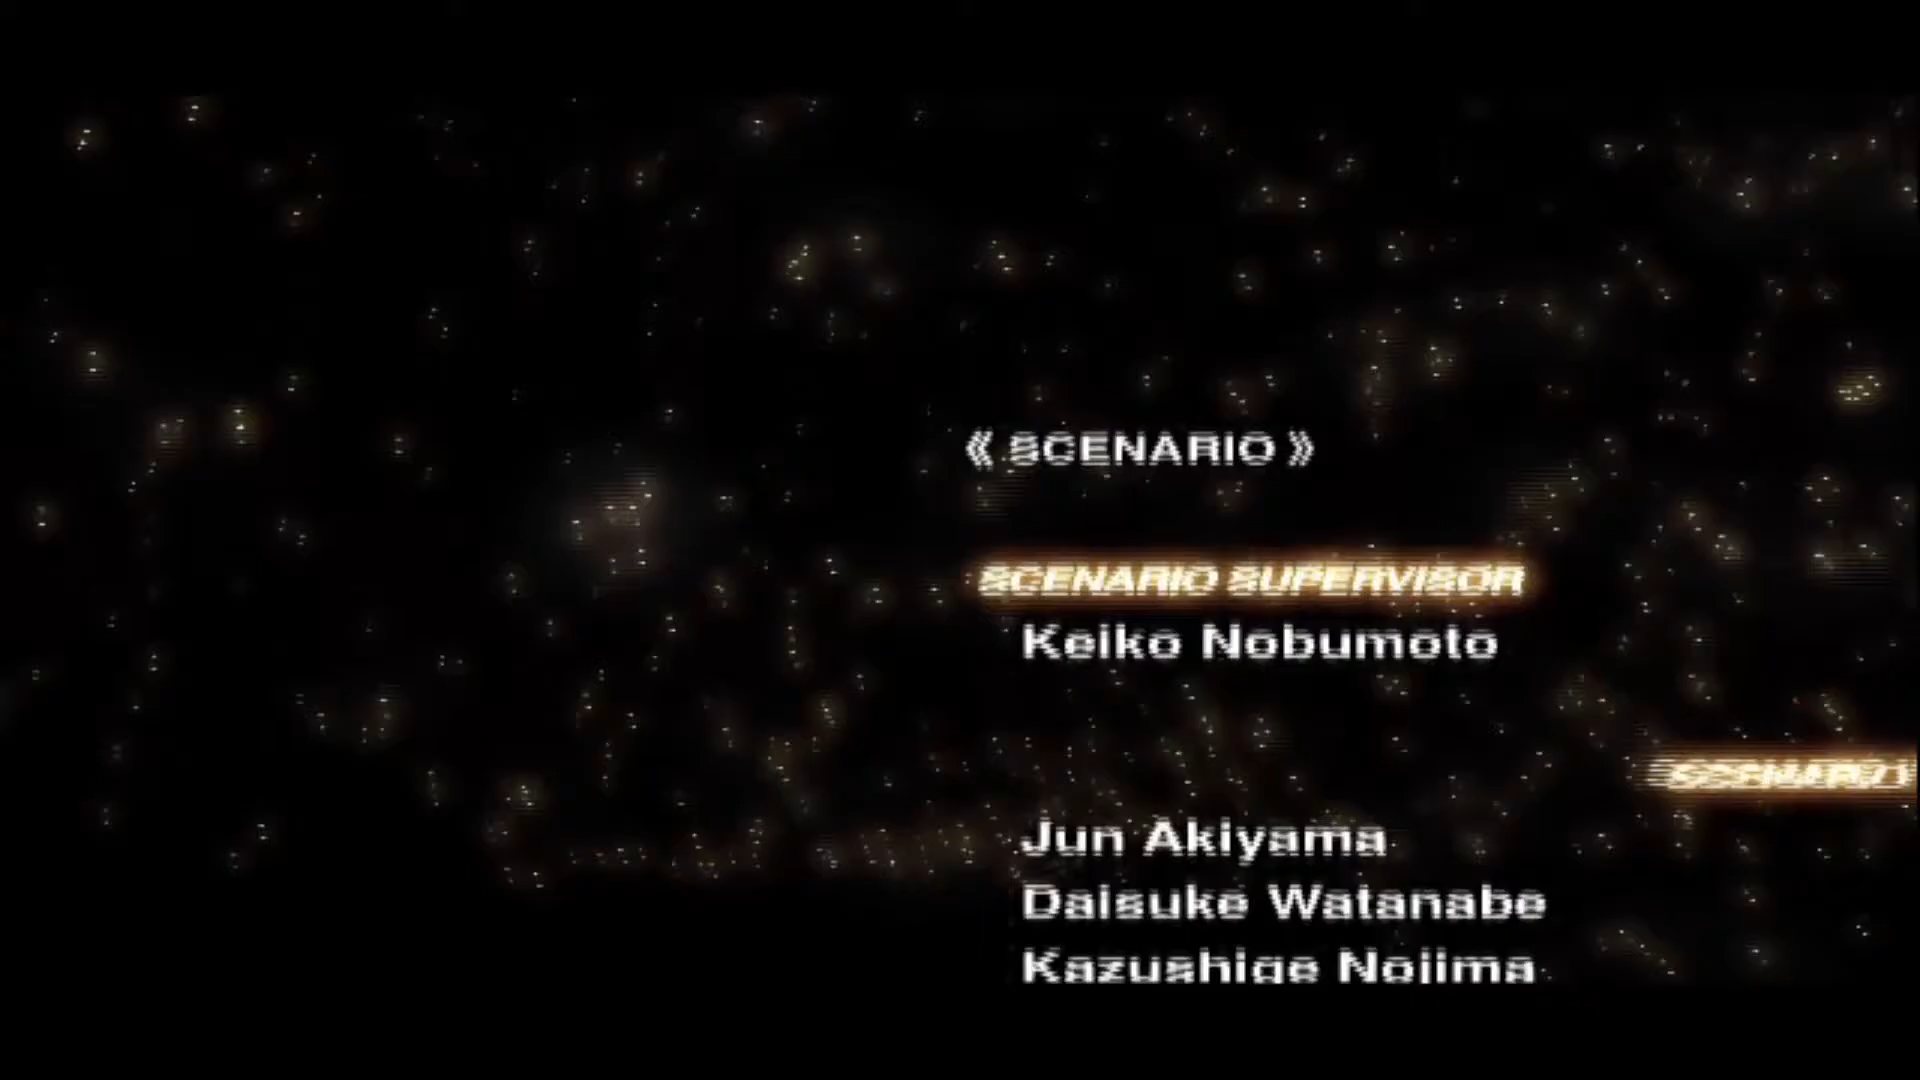 《 SCENARIO 》
SCENARIO SUPERVISOR
Keiko Nobumoto
Jun Akiyama
Daisuke Watanabe
Kazushige Nojima